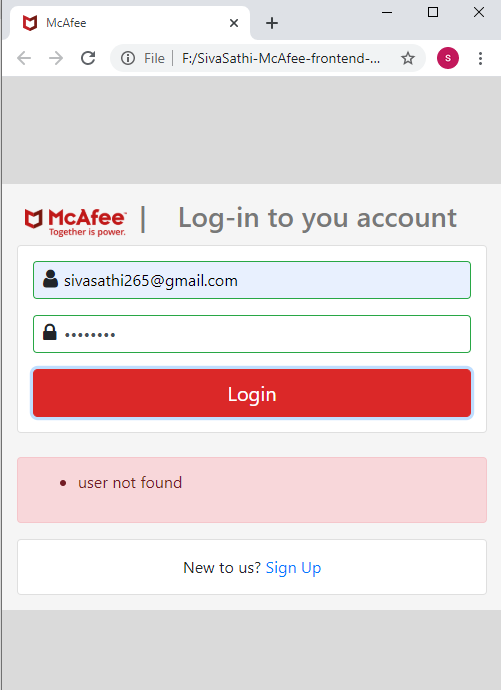 McAfee
File | F:/SivaSathi-McAfee-frontend-...
s
McAfee | Log-in to you account
Together is power.
sivasathi265@gmail.com
••••••••
Login
• user not found
New to us? Sign Up